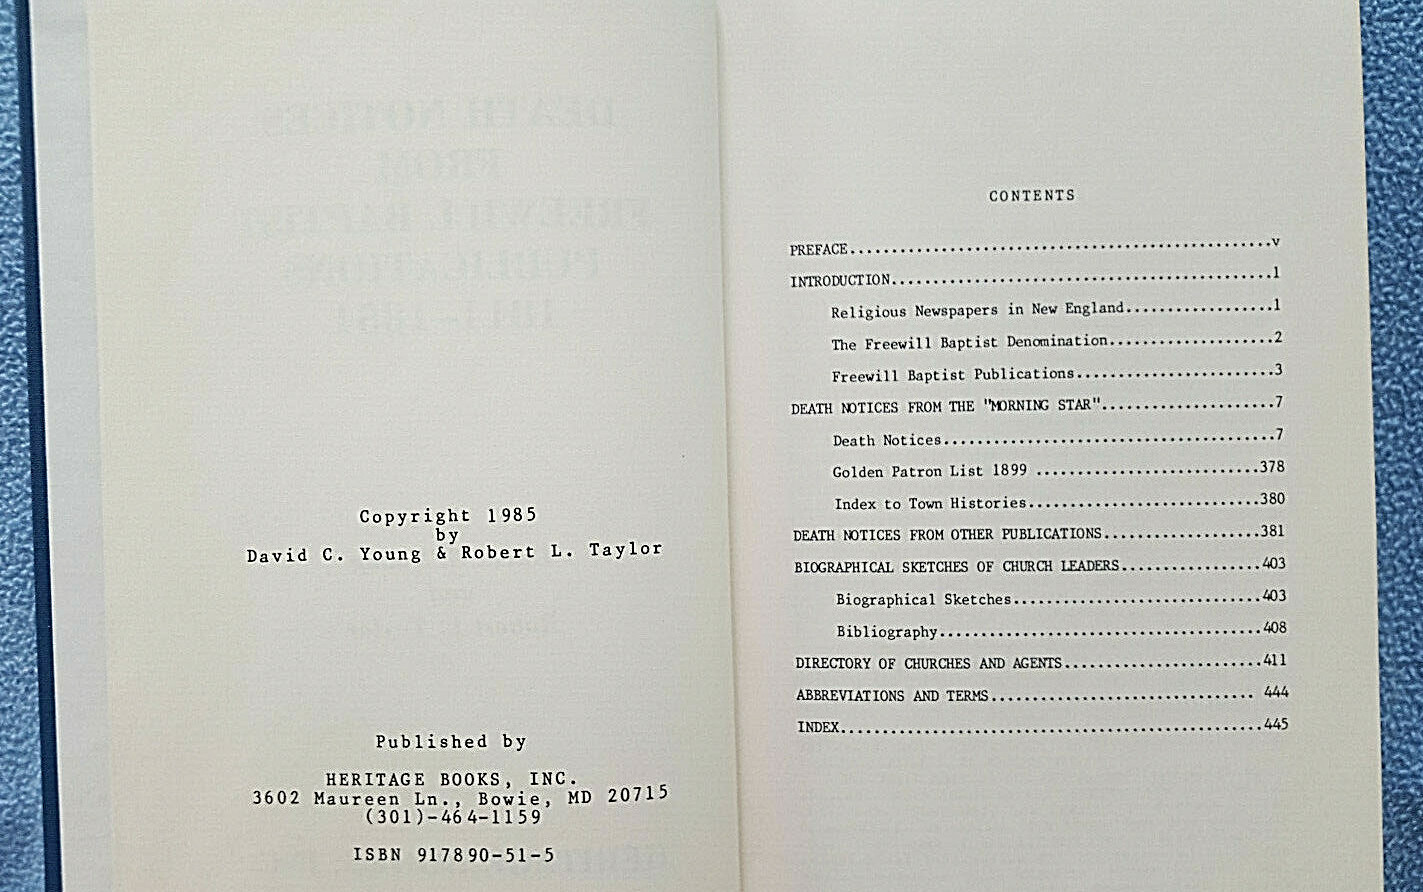 Copyright 1985
by
David C. Young & Robert L. Taylor
Published by
HERITAGE BOOKS, INC.
3602 Maureen Ln., Bowie, MD 20715
(301)-464-1159
ISBN 917890-51-5
CONTENTS
PREFACE....................................................v
INTRODUCTION...............................................1
Religious Newspapers in New England..................1
The Freewill Baptist Denomination....................2
Freewill Baptist Publications........................3
DEATH NOTICES FROM THE "MORNING STAR".....................7
Death Notices........................................7
Golden Patron List 1899 ...........................378
Index to Town Histories............................380
DEATH NOTICES FROM OTHER PUBLICATIONS...................381
BIOGRAPHICAL SKETCHES OF CHURCH LEADERS.................403
Biographical Sketches..............................403
Bibliography.......................................408
DIRECTORY OF CHURCHES AND AGENTS........................411
ABBREVIATIONS AND TERMS................................ 444
INDEX...................................................445